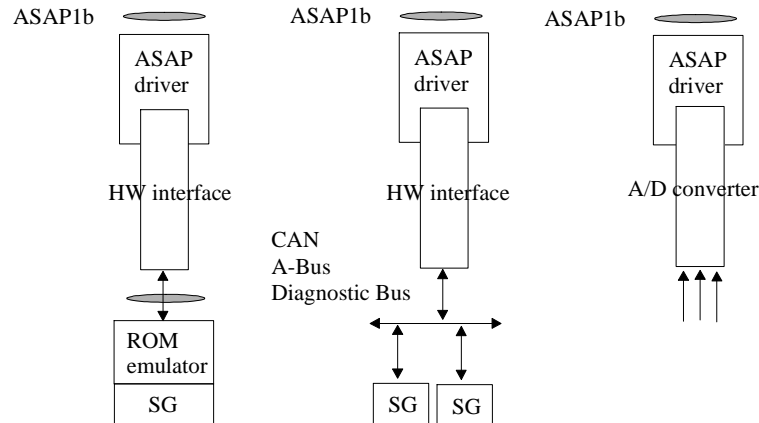 ASAP1b
ASAP
driver
HW interface
ROM
emulator
SG
ASAP1b
ASAP
driver
HW interface
CAN
A-Bus
Diagnostic Bus
SG
SG
ASAP1b
ASAP
driver
A/D converter